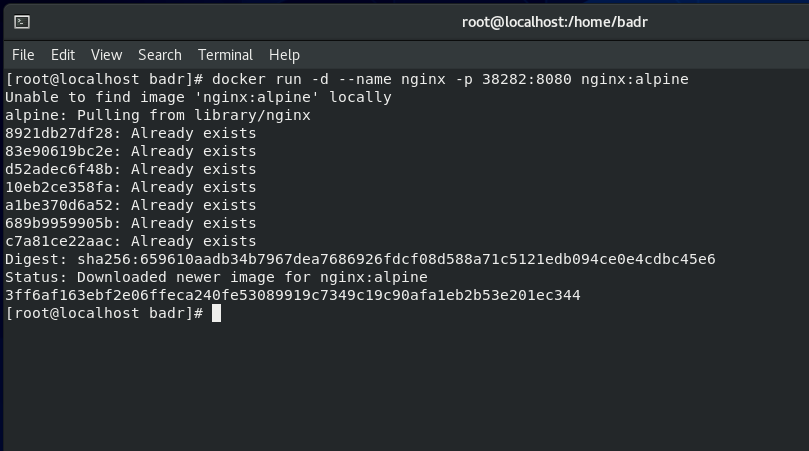 root@localhost:/home/badr
File Edit View Search Terminal Help
[root@localhost badr]# docker run -d --name nginx -p 38282:8080 nginx:alpine
Unable to find image 'nginx:alpine' locally
alpine: Pulling from library/nginx
8921db27df28: Already exists
83e90619bc2e: Already exists
d52adec6f48b: Already exists
10eb2ce358fa: Already exists
a1be370d6a52: Already exists
689b9959905b: Already exists
c7a81ce22aac: Already exists
Digest: sha256:659610aadb34b7967dea7686926fdcf08d588a71c5121edb094ce0e4cdbc45e6
Status: Downloaded newer image for nginx:alpine
3ff6af163ebf2e06ffeca240fe53089919c7349c19c90afa1eb2b53e201ec344
[root@localhost badr]#